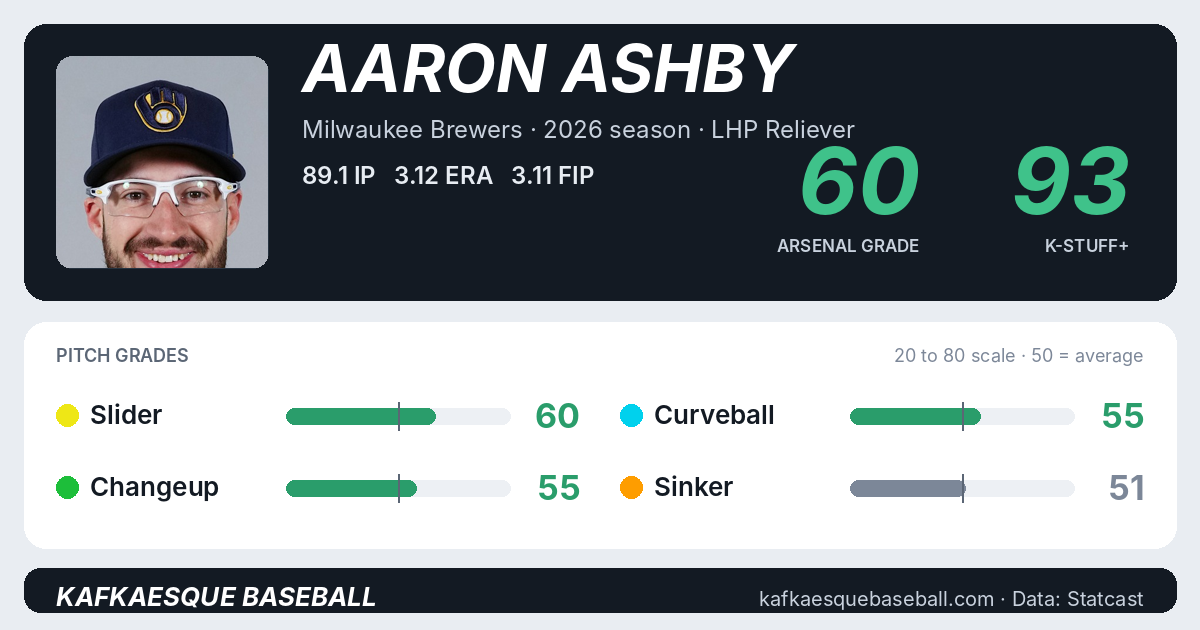 AARON ASHBY
Milwaukee Brewers · 2026 season · LHP Reliever
89.1 IP 3.12 ERA 3.11 FIP
60 93
ARSENAL GRADE K-STUFF+
PITCH GRADES 20 to 80 scale · 50 = average
Slider 60 Curveball 55
Changeup 55 Sinker 51
KAFKAESQUE BASEBALL kafkaesquebaseball.com · Data: Statcast